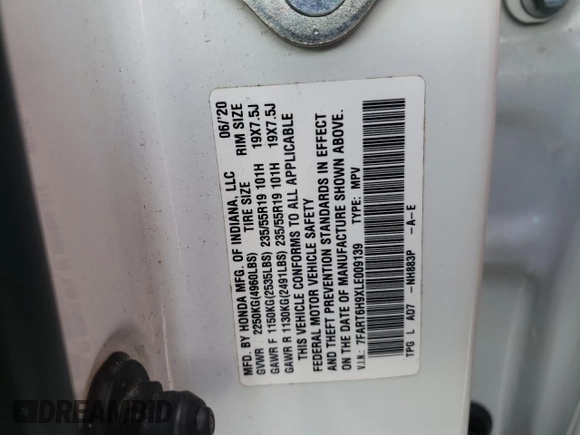 MFD. BY HONDA MFG. OF INDIANA, LLC 06/'20
GVWR 2250KG(4960LBS) TIRE SIZE RIM SIZE
GAWR F 1150KG(2535LBS) 235/55R19 101H 19X7.5J
GAWR R 1130KG(2491LBS) 235/55R19 101H 19X7.5J
THIS VEHICLE CONFORMS TO ALL APPLICABLE
FEDERAL MOTOR VEHICLE SAFETY
AND THEFT PREVENTION STANDARDS IN EFFECT
ON THE DATE OF MANUFACTURE SHOWN ABOVE.
V.I.N.: 7FART6H9XLE009139 TYPE: MPV
TPG L AD7 -NH883P -A-E
DREAMBID